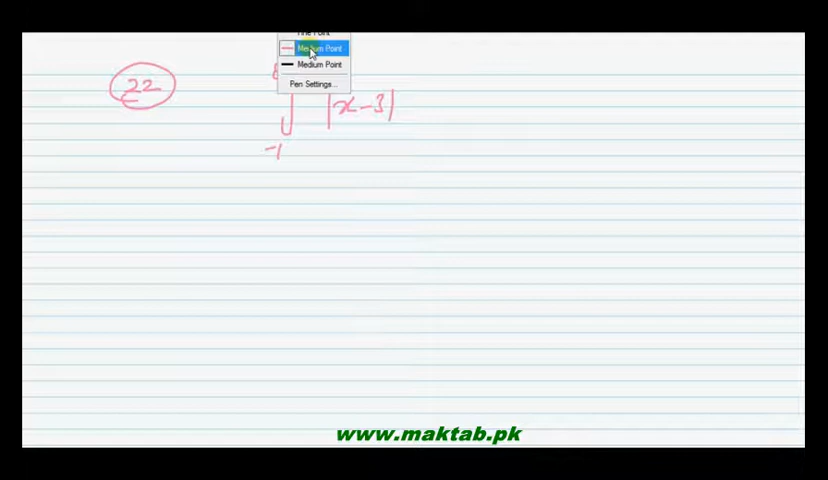 Medium Point
Medium Point
Pen Settings...
22
∫
|x-3|
-1
www.maktab.pk